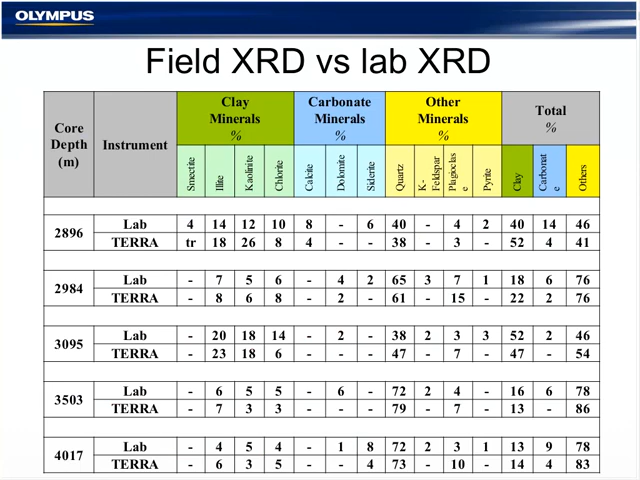 OLYMPUS
Field XRD vs lab XRD
Core Depth (m) Instrument Clay Minerals % Carbonate Minerals % Other Minerals % Total %
Smectite Illite Kaolinite Chlorite Calcite Dolomite Siderite Quartz K-Feldspar Plagioclase Pyrite Clay Carbonate Others
2896 Lab 4 14 12 10 8 - 6 40 - 4 2 40 14 46
TERRA tr 18 26 8 4 - - 38 - 3 - 52 4 41
2984 Lab - 7 5 6 - 4 2 65 3 7 1 18 6 76
TERRA - 8 6 8 - 2 - 61 - 15 - 22 2 76
3095 Lab - 20 18 14 - 2 - 38 2 3 3 52 2 46
TERRA - 23 18 6 - - - 47 - 7 - 47 - 54
3503 Lab - 6 5 5 - 6 - 72 2 4 - 16 6 78
TERRA - 7 3 3 - - - 79 - 7 - 13 - 86
4017 Lab - 4 5 4 - 1 8 72 2 3 1 13 9 78
TERRA - 6 3 5 - - 4 73 - 10 - 14 4 83